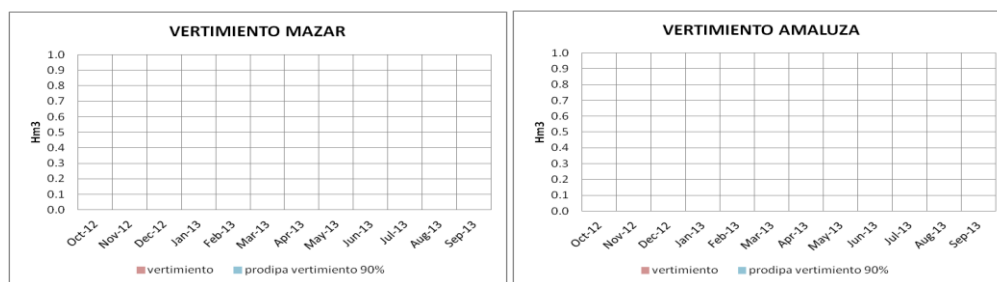 VERTIMIENTO MAZAR
Hm3
1.0
0.9
0.8
0.7
0.6
0.5
0.4
0.3
0.2
0.1
0.0
Oct-12
Nov-12
Dec-12
Jan-13
Feb-13
Mar-13
Apr-13
May-13
Jun-13
Jul-13
Aug-13
Sep-13
vertimiento prodipa vertimiento 90%
VERTIMIENTO AMALUZA
Hm3
1.0
0.9
0.8
0.7
0.6
0.5
0.4
0.3
0.2
0.1
0.0
Oct-12
Nov-12
Dec-12
Jan-13
Feb-13
Mar-13
Apr-13
May-13
Jun-13
Jul-13
Aug-13
Sep-13
vertimiento prodipa vertimiento 90%